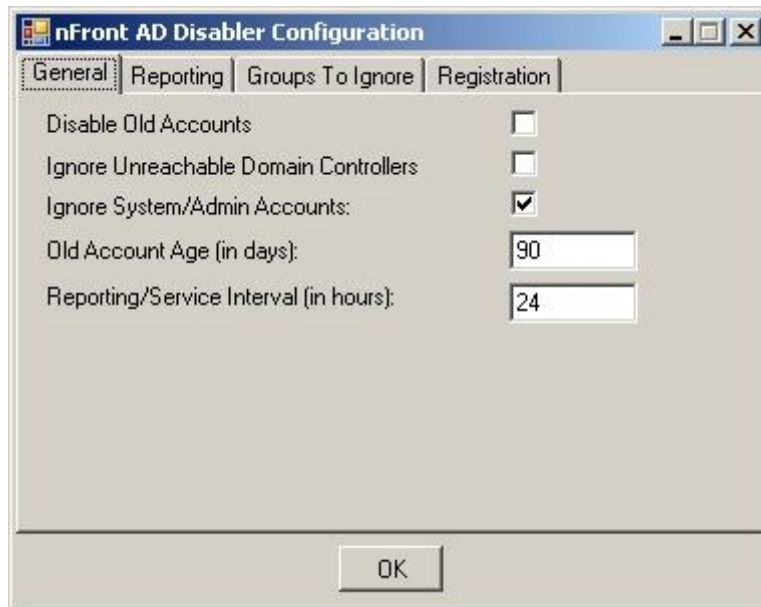 nFront AD Disabler Configuration
General Reporting Groups To Ignore Registration
Disable Old Accounts
Ignore Unreachable Domain Controllers
Ignore System/Admin Accounts:
Old Account Age (in days): 90
Reporting/Service Interval (in hours): 24
OK